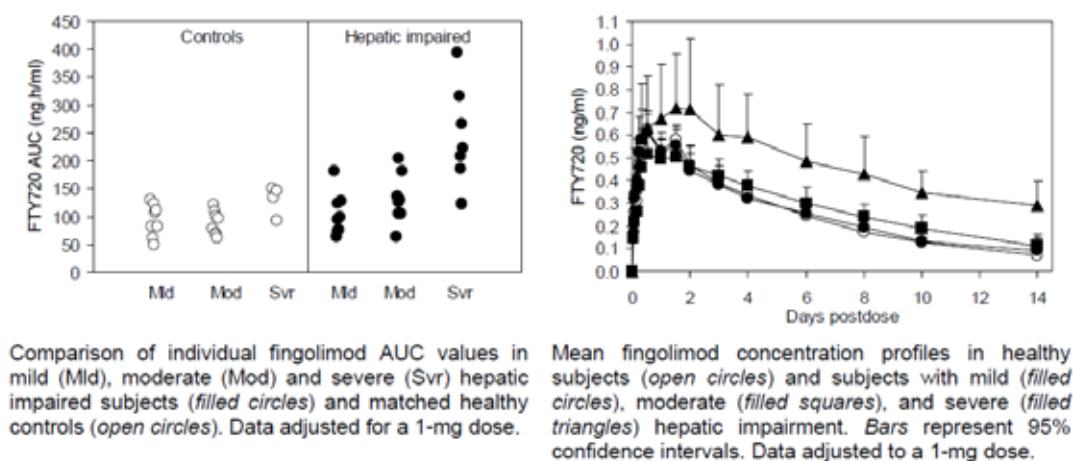 Controls
Hepatic impaired
FTY720 AUC (ng.h/ml)
450
400
350
300
250
200
150
100
50
0
Mld Mod Svr Mld Mod Svr
FTY720 (ng/ml)
1.1
1.0
0.9
0.8
0.7
0.6
0.5
0.4
0.3
0.2
0.1
0.0
0 2 4 6 8 10 12 14
Days postdose
Comparison of individual fingolimod AUC values in
mild (Mld), moderate (Mod) and severe (Svr) hepatic
impaired subjects (filled circles) and matched healthy
controls (open circles). Data adjusted for a 1-mg dose.
Mean fingolimod concentration profiles in healthy
subjects (open circles) and subjects with mild (filled
circles), moderate (filled squares), and severe (filled
triangles) hepatic impairment. Bars represent 95%
confidence intervals. Data adjusted to a 1-mg dose.